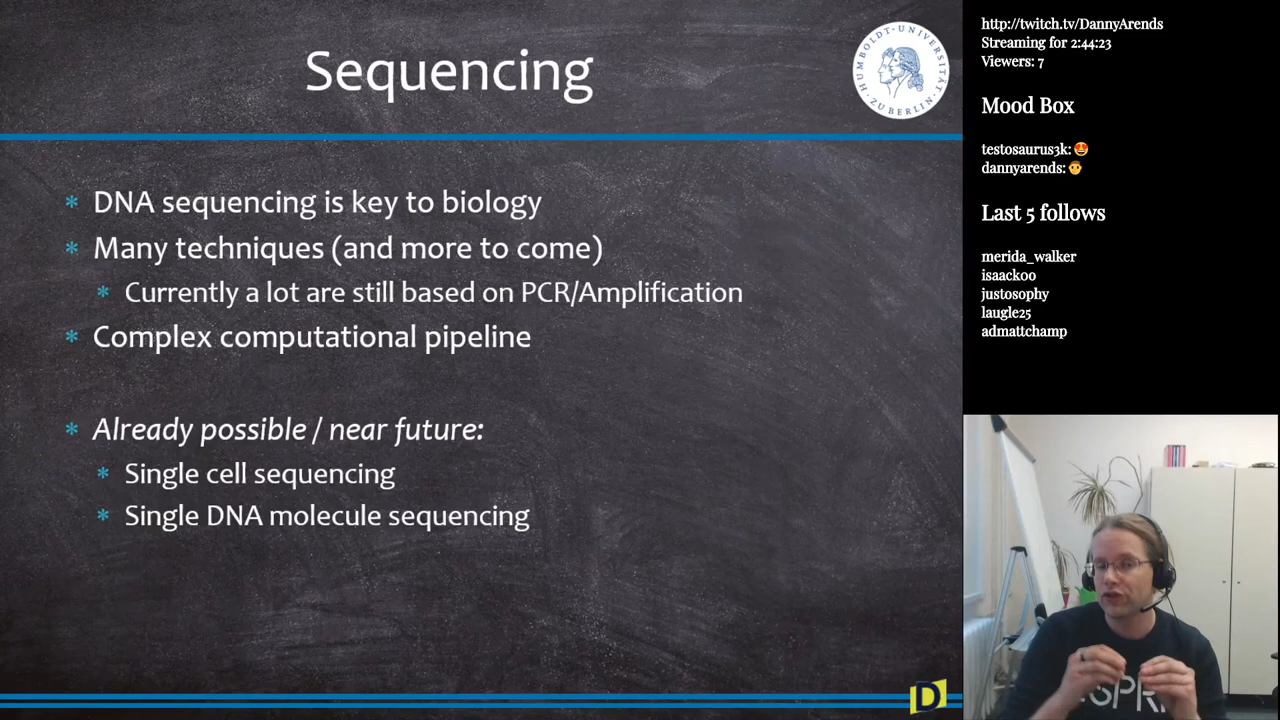 Sequencing
HUMBOLDT-UNIVERSITÄT ZU BERLIN
* DNA sequencing is key to biology
* Many techniques (and more to come)
* Currently a lot are still based on PCR/Amplification
* Complex computational pipeline
* Already possible / near future:
* Single cell sequencing
* Single DNA molecule sequencing
D
http://twitch.tv/DannyArends
Streaming for 2:44:23
Viewers: 7
Mood Box
testosaurus3k: 😍
dannyarends: 👨
Last 5 follows
merida_walker
isaackoo
justosophy
laugle25
admattchamp